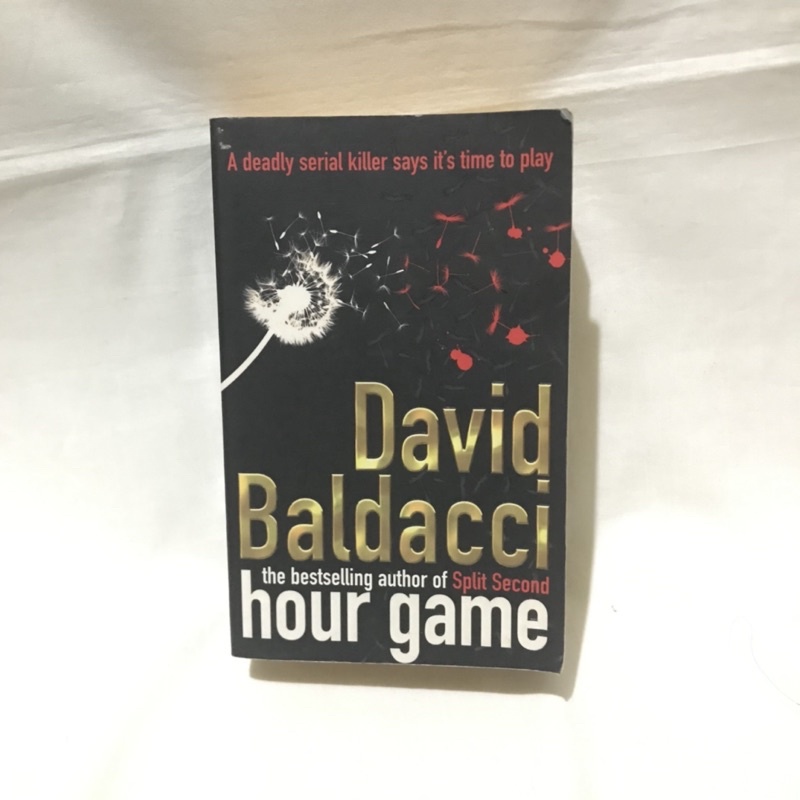 A deadly serial killer says it's time to play
David
Baldacci
the bestselling author of Split Second
hour game